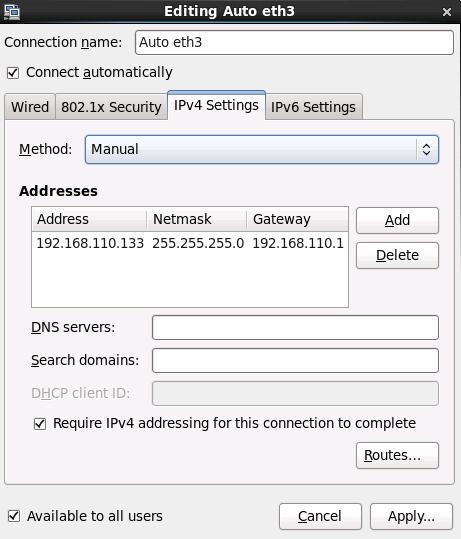 Editing Auto eth3
Connection name: Auto eth3
Connect automatically
Wired 802.1x Security IPv4 Settings IPv6 Settings
Method: Manual
Addresses
Address Netmask Gateway Add
192.168.110.133 255.255.255.0 192.168.110.1
Delete
DNS servers:
Search domains:
DHCP client ID:
Require IPv4 addressing for this connection to complete
Routes...
Available to all users Cancel Apply...